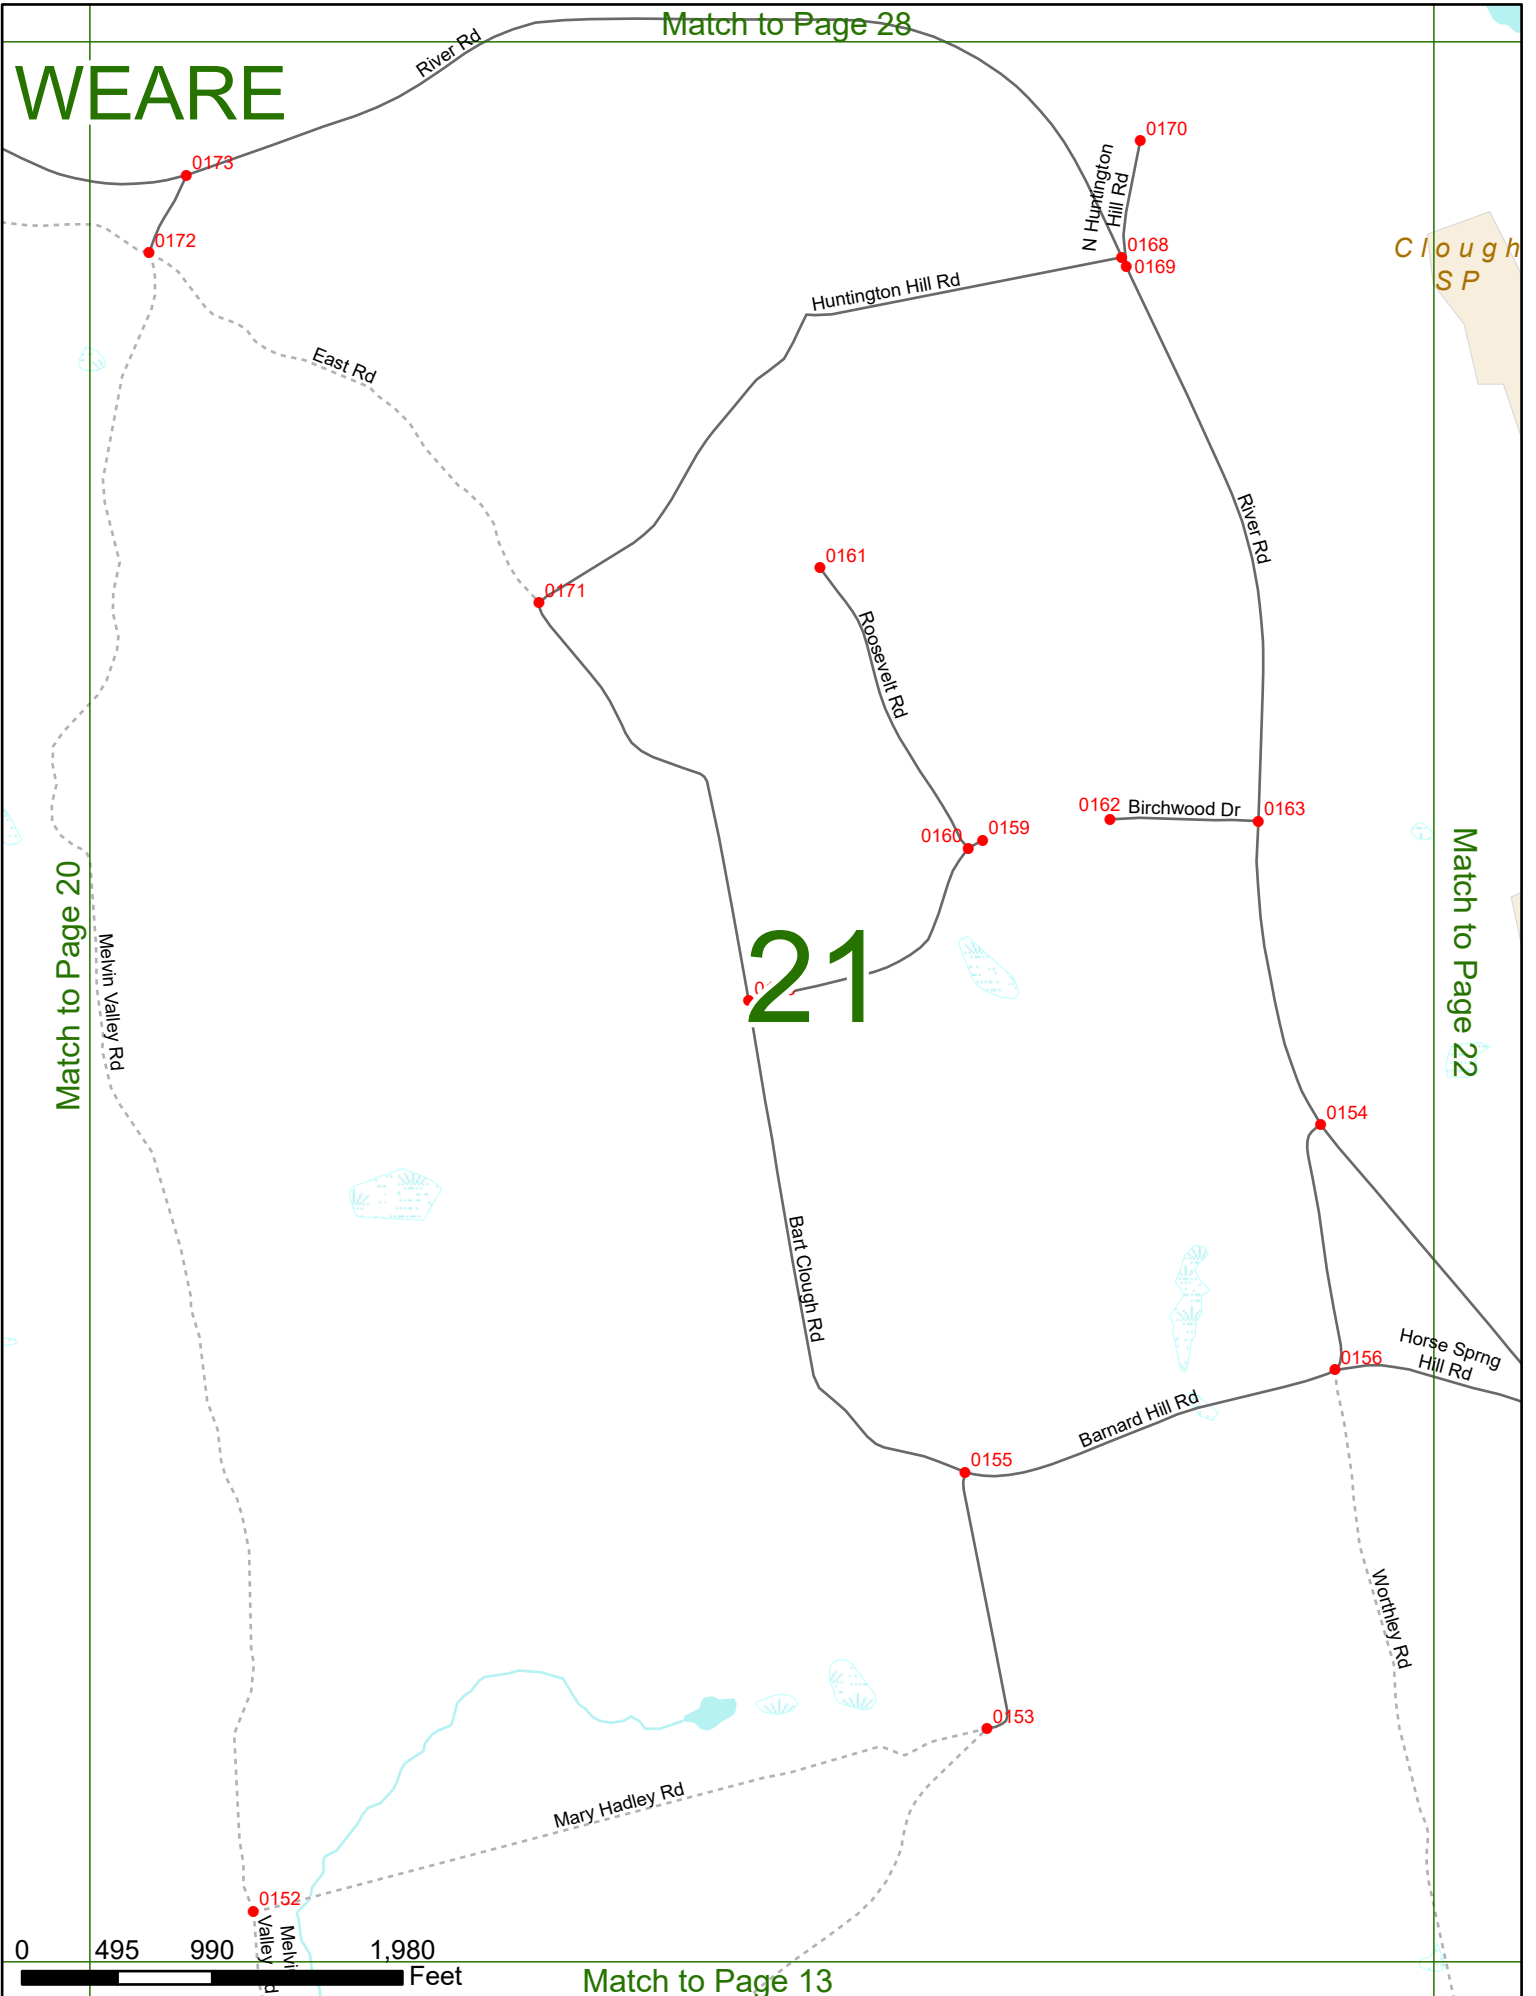 Match to Page 28
WEARE
River Rd
0170
0173
N Huntington
Hill Rd
0172
0168
0169
Clough
SP
Huntington Hill Rd
East Rd
River Rd
0161
0171
Roosevelt Rd
0162
Birchwood Dr
0163
0159
0160
Match to Page 20
Match to Page 22
Melvin Valley Rd
21
0154
Bart Clough Rd
Horse Sprng
Hill Rd
0156
Barnard Hill Rd
0155
Worthley Rd
0153
Mary Hadley Rd
0152
Valley
0 495 990 1,980
Feet
Match to Page 13